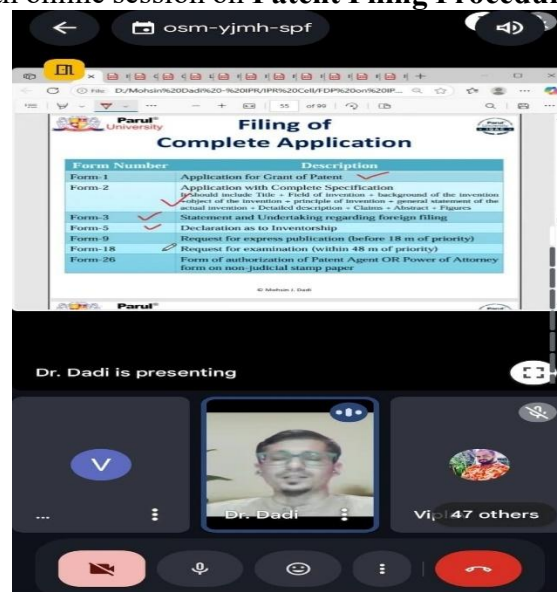 online session on Patent Filing Procedu
osm-yjmh-spf
File D:/Mohsin%20Dadi%20-%20IPR/IPR%20Cell/FDP%20on%20IP...
55 of 99
Parul®
University
Filing of
Complete Application
Form Number Description
Form-1 Application for Grant of Patent
Form-2 Application with Complete Specification
It should include Title + Field of invention + background of the invention
+object of the invention + principle of invention + general statement of the
actual invention + Detailed description + Claims + Abstract + Figures
Form-3 Statement and Undertaking regarding foreign filing
Form-5 Declaration as to Inventorship
Form-9 Request for express publication (before 18 m of priority)
Form-18 Request for examination (within 48 m of priority)
Form-26 Form of authorization of Patent Agent OR Power of Attorney
form on non-judicial stamp paper
© Mohsin J. Dadi
Parul®
Dr. Dadi is presenting
V
...
Dr. Dadi
Vip 47 others